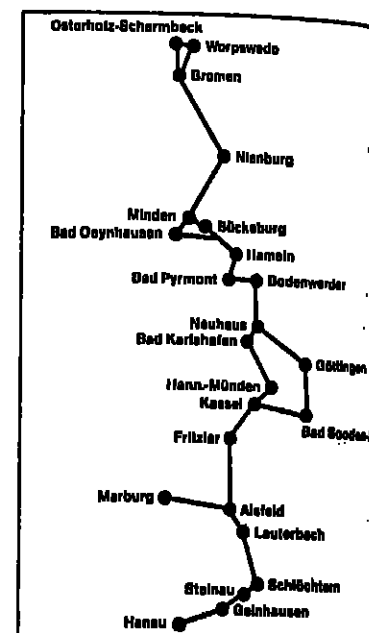 Osterholz-Scharmbeck
Worpswede
Bremen
Nienburg
Minden
Bückeburg
Bad Oeynhausen
Hameln
Bad Pyrmont
Bodenwerder
Neuhaus
Bad Karlshafen
Göttingen
Hann.-Münden
Kassel
Bad Sooden-
Fritzlar
Marburg
Alsfeld
Lauterbach
Schlüchtern
Steinau
Gelnhausen
Hanau